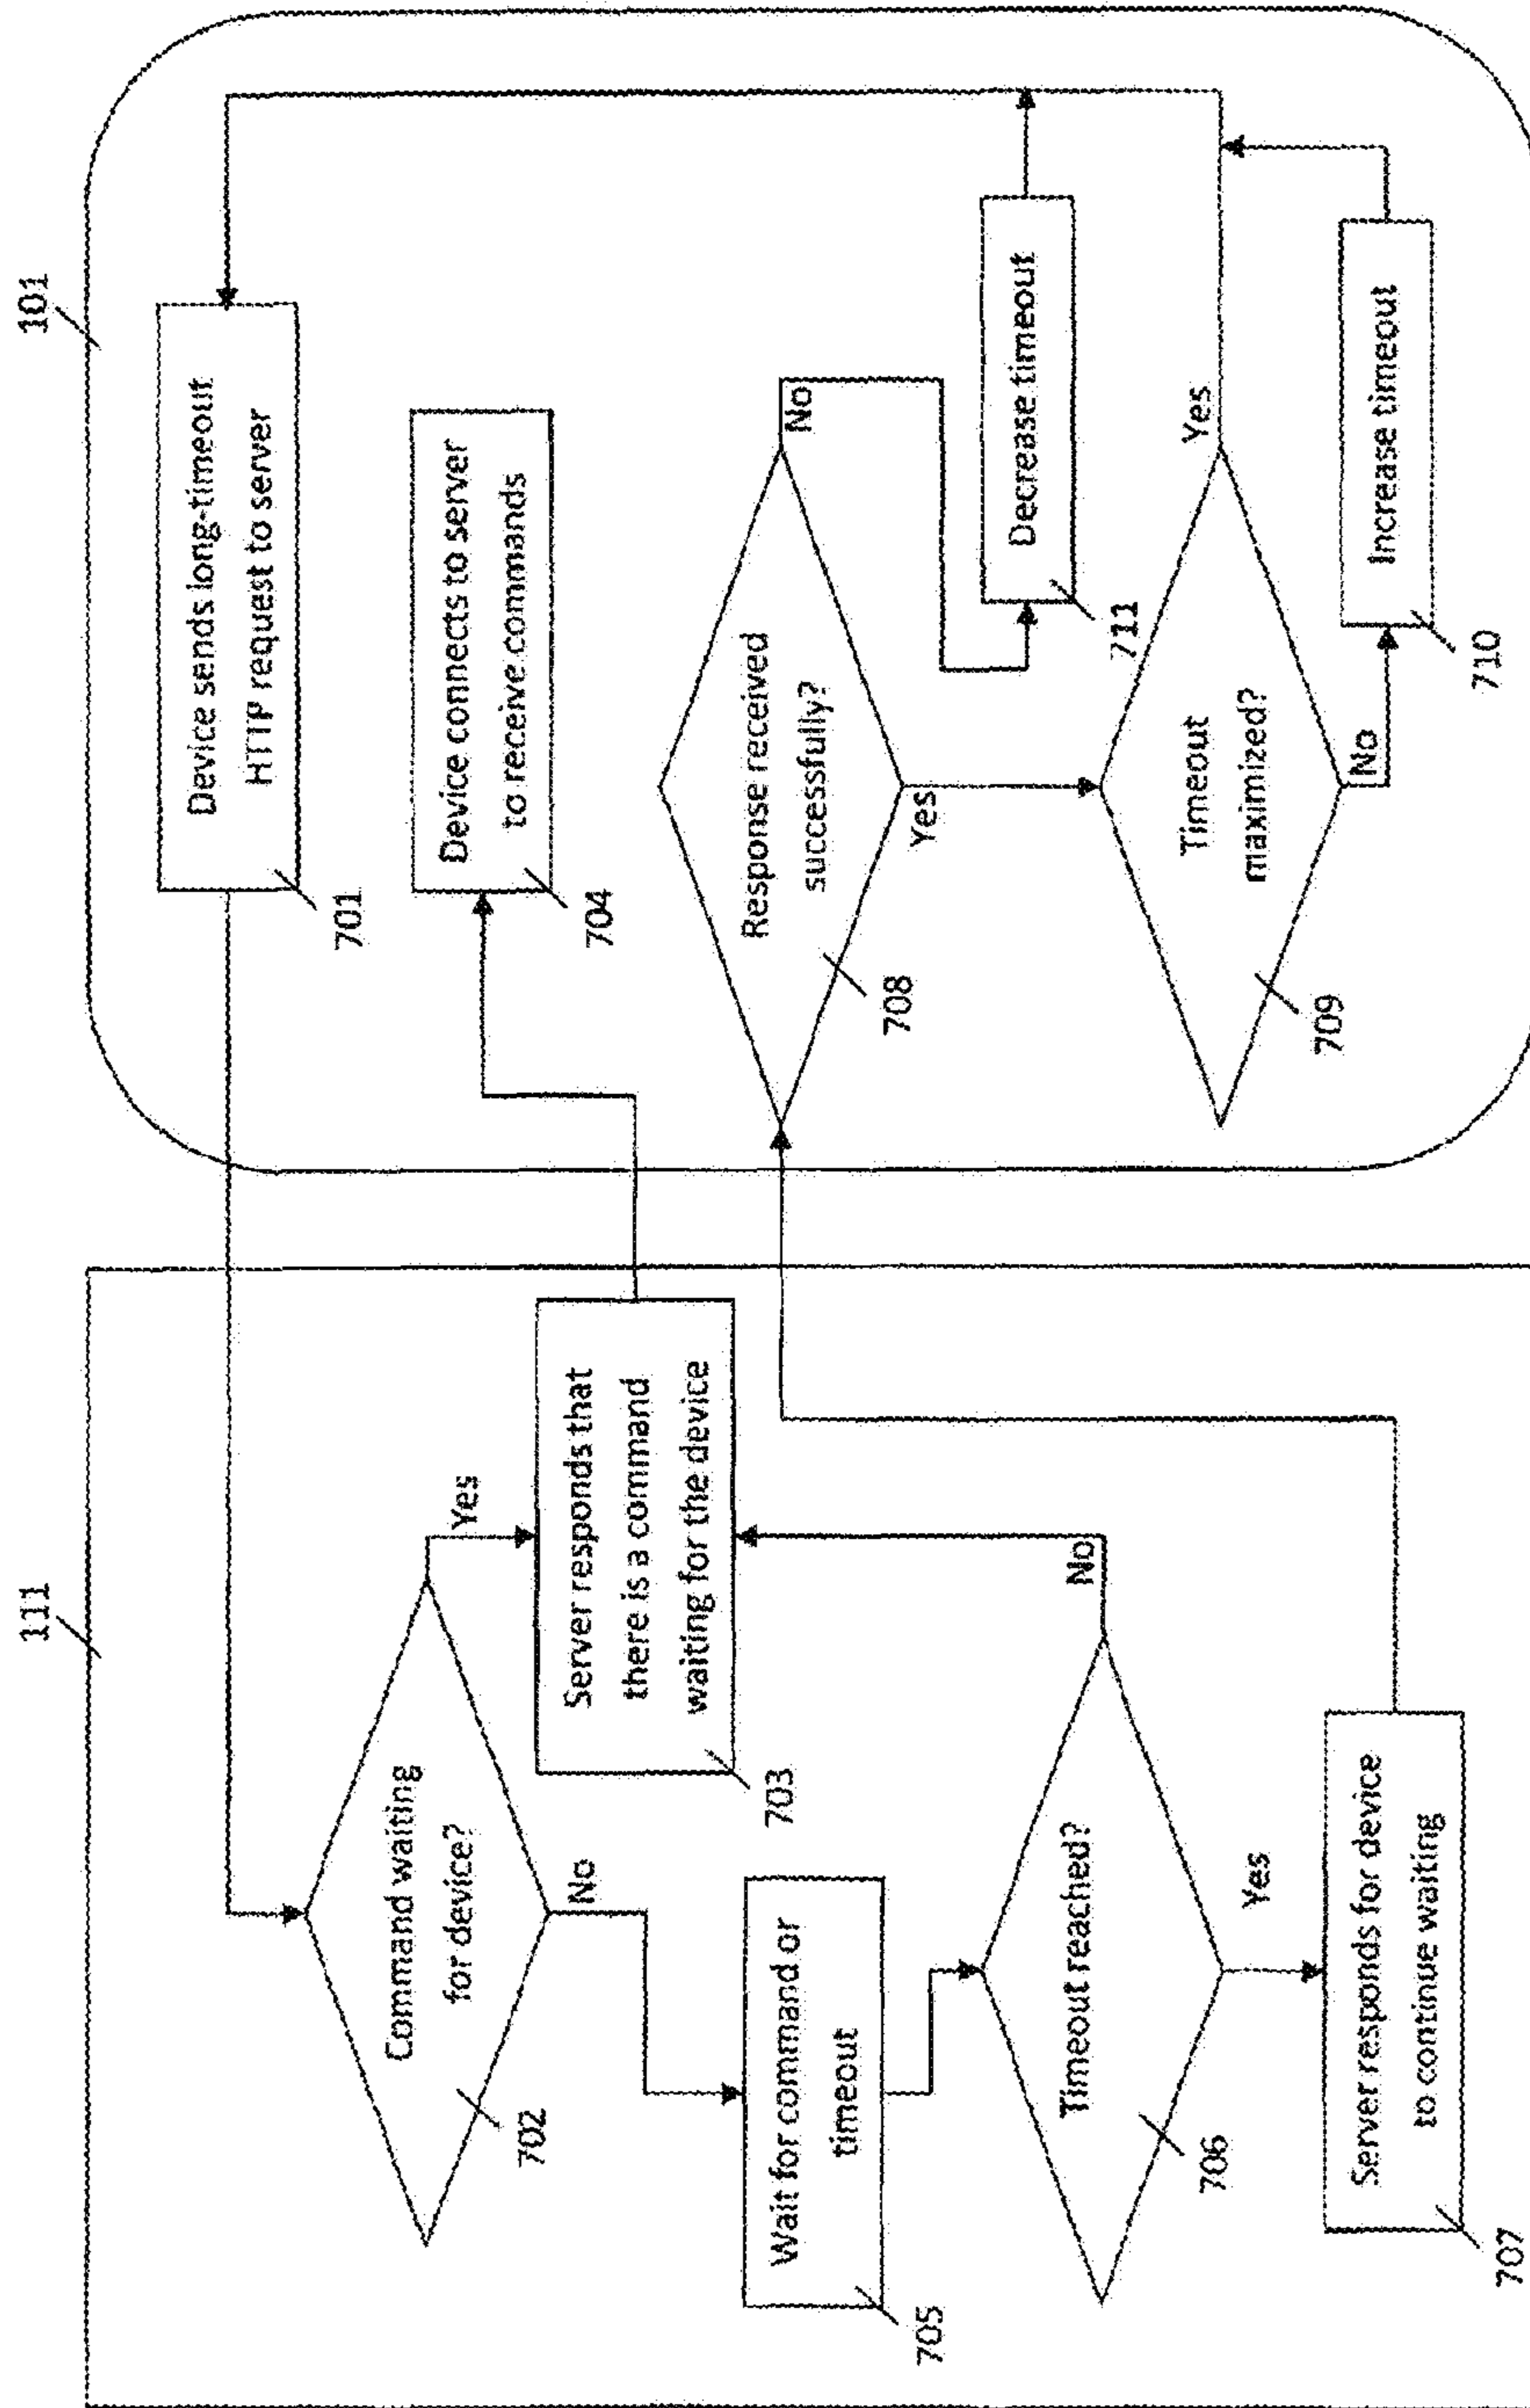 111
Command waiting
for device?
702
Yes
No
Server responds that
there is a command
waiting for the device
703
Wait for command or
timeout
705
Timeout reached?
706
No
Yes
Server responds for device
to continue waiting
707
101
Device sends long-timeout
HTTP request to server
701
Device connects to server
to receive commands
704
Response received
successfully?
708
No
Yes
Decrease timeout
711
Timeout
maximized?
709
Yes
No
Increase timeout
710